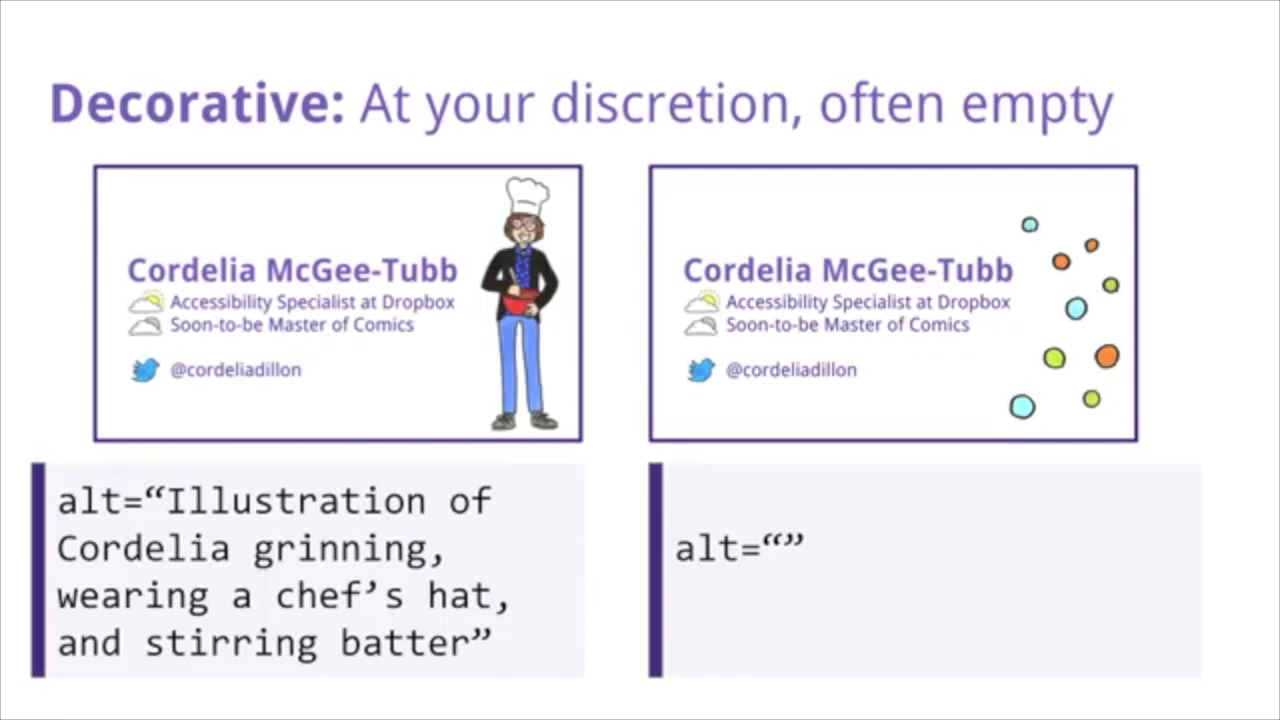 Decorative: At your discretion, often empty
Cordelia McGee-Tubb
Accessibility Specialist at Dropbox
Soon-to-be Master of Comics
@cordeliadillon
Cordelia McGee-Tubb
Accessibility Specialist at Dropbox
Soon-to-be Master of Comics
@cordeliadillon
alt=“Illustration of
Cordelia grinning,
wearing a chef’s hat,
and stirring batter”
alt=“”